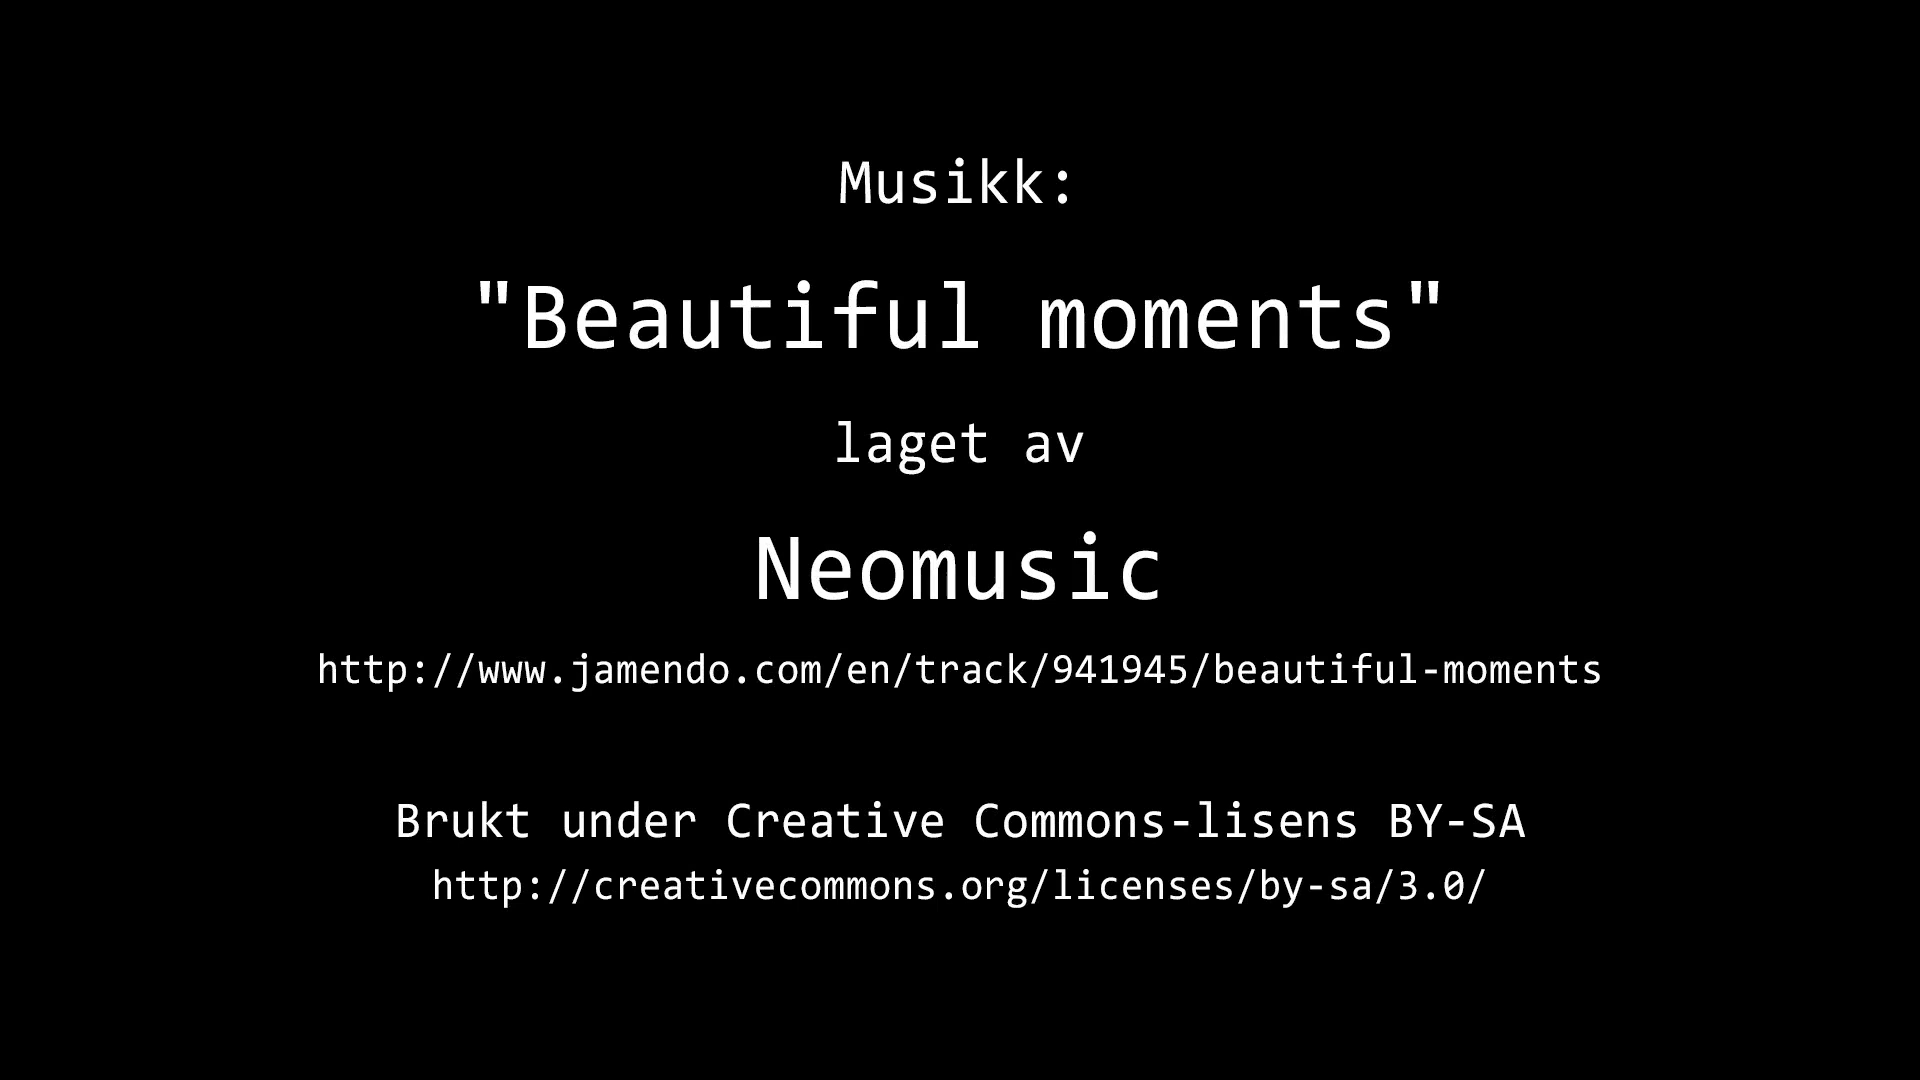 Musikk:
"Beautiful moments"
laget av
Neomusic
http://www.jamendo.com/en/track/941945/beautiful-moments
Brukt under Creative Commons-lisens BY-SA
http://creativecommons.org/licenses/by-sa/3.0/